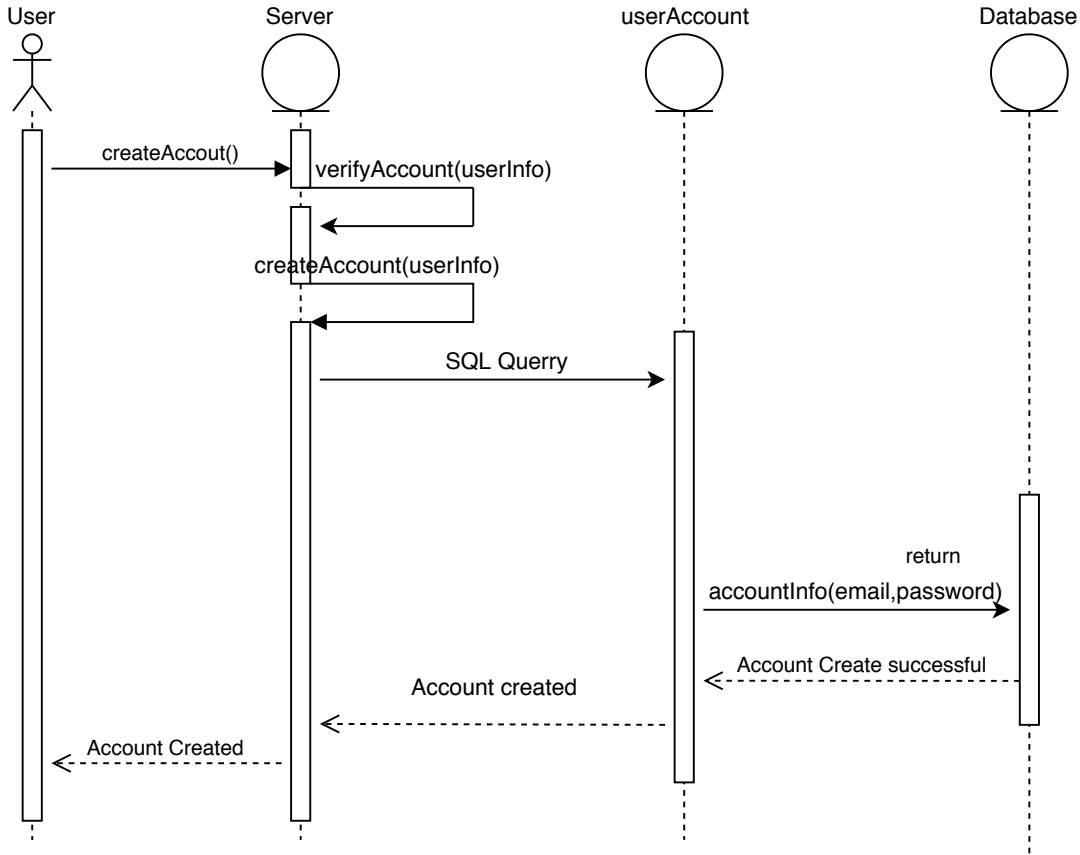 User
Server
userAccount
Database
createAccout()
verifyAccount(userInfo)
createAccount(userInfo)
SQL Querry
return
accountInfo(email,password)
Account Create successful
Account created
Account Created